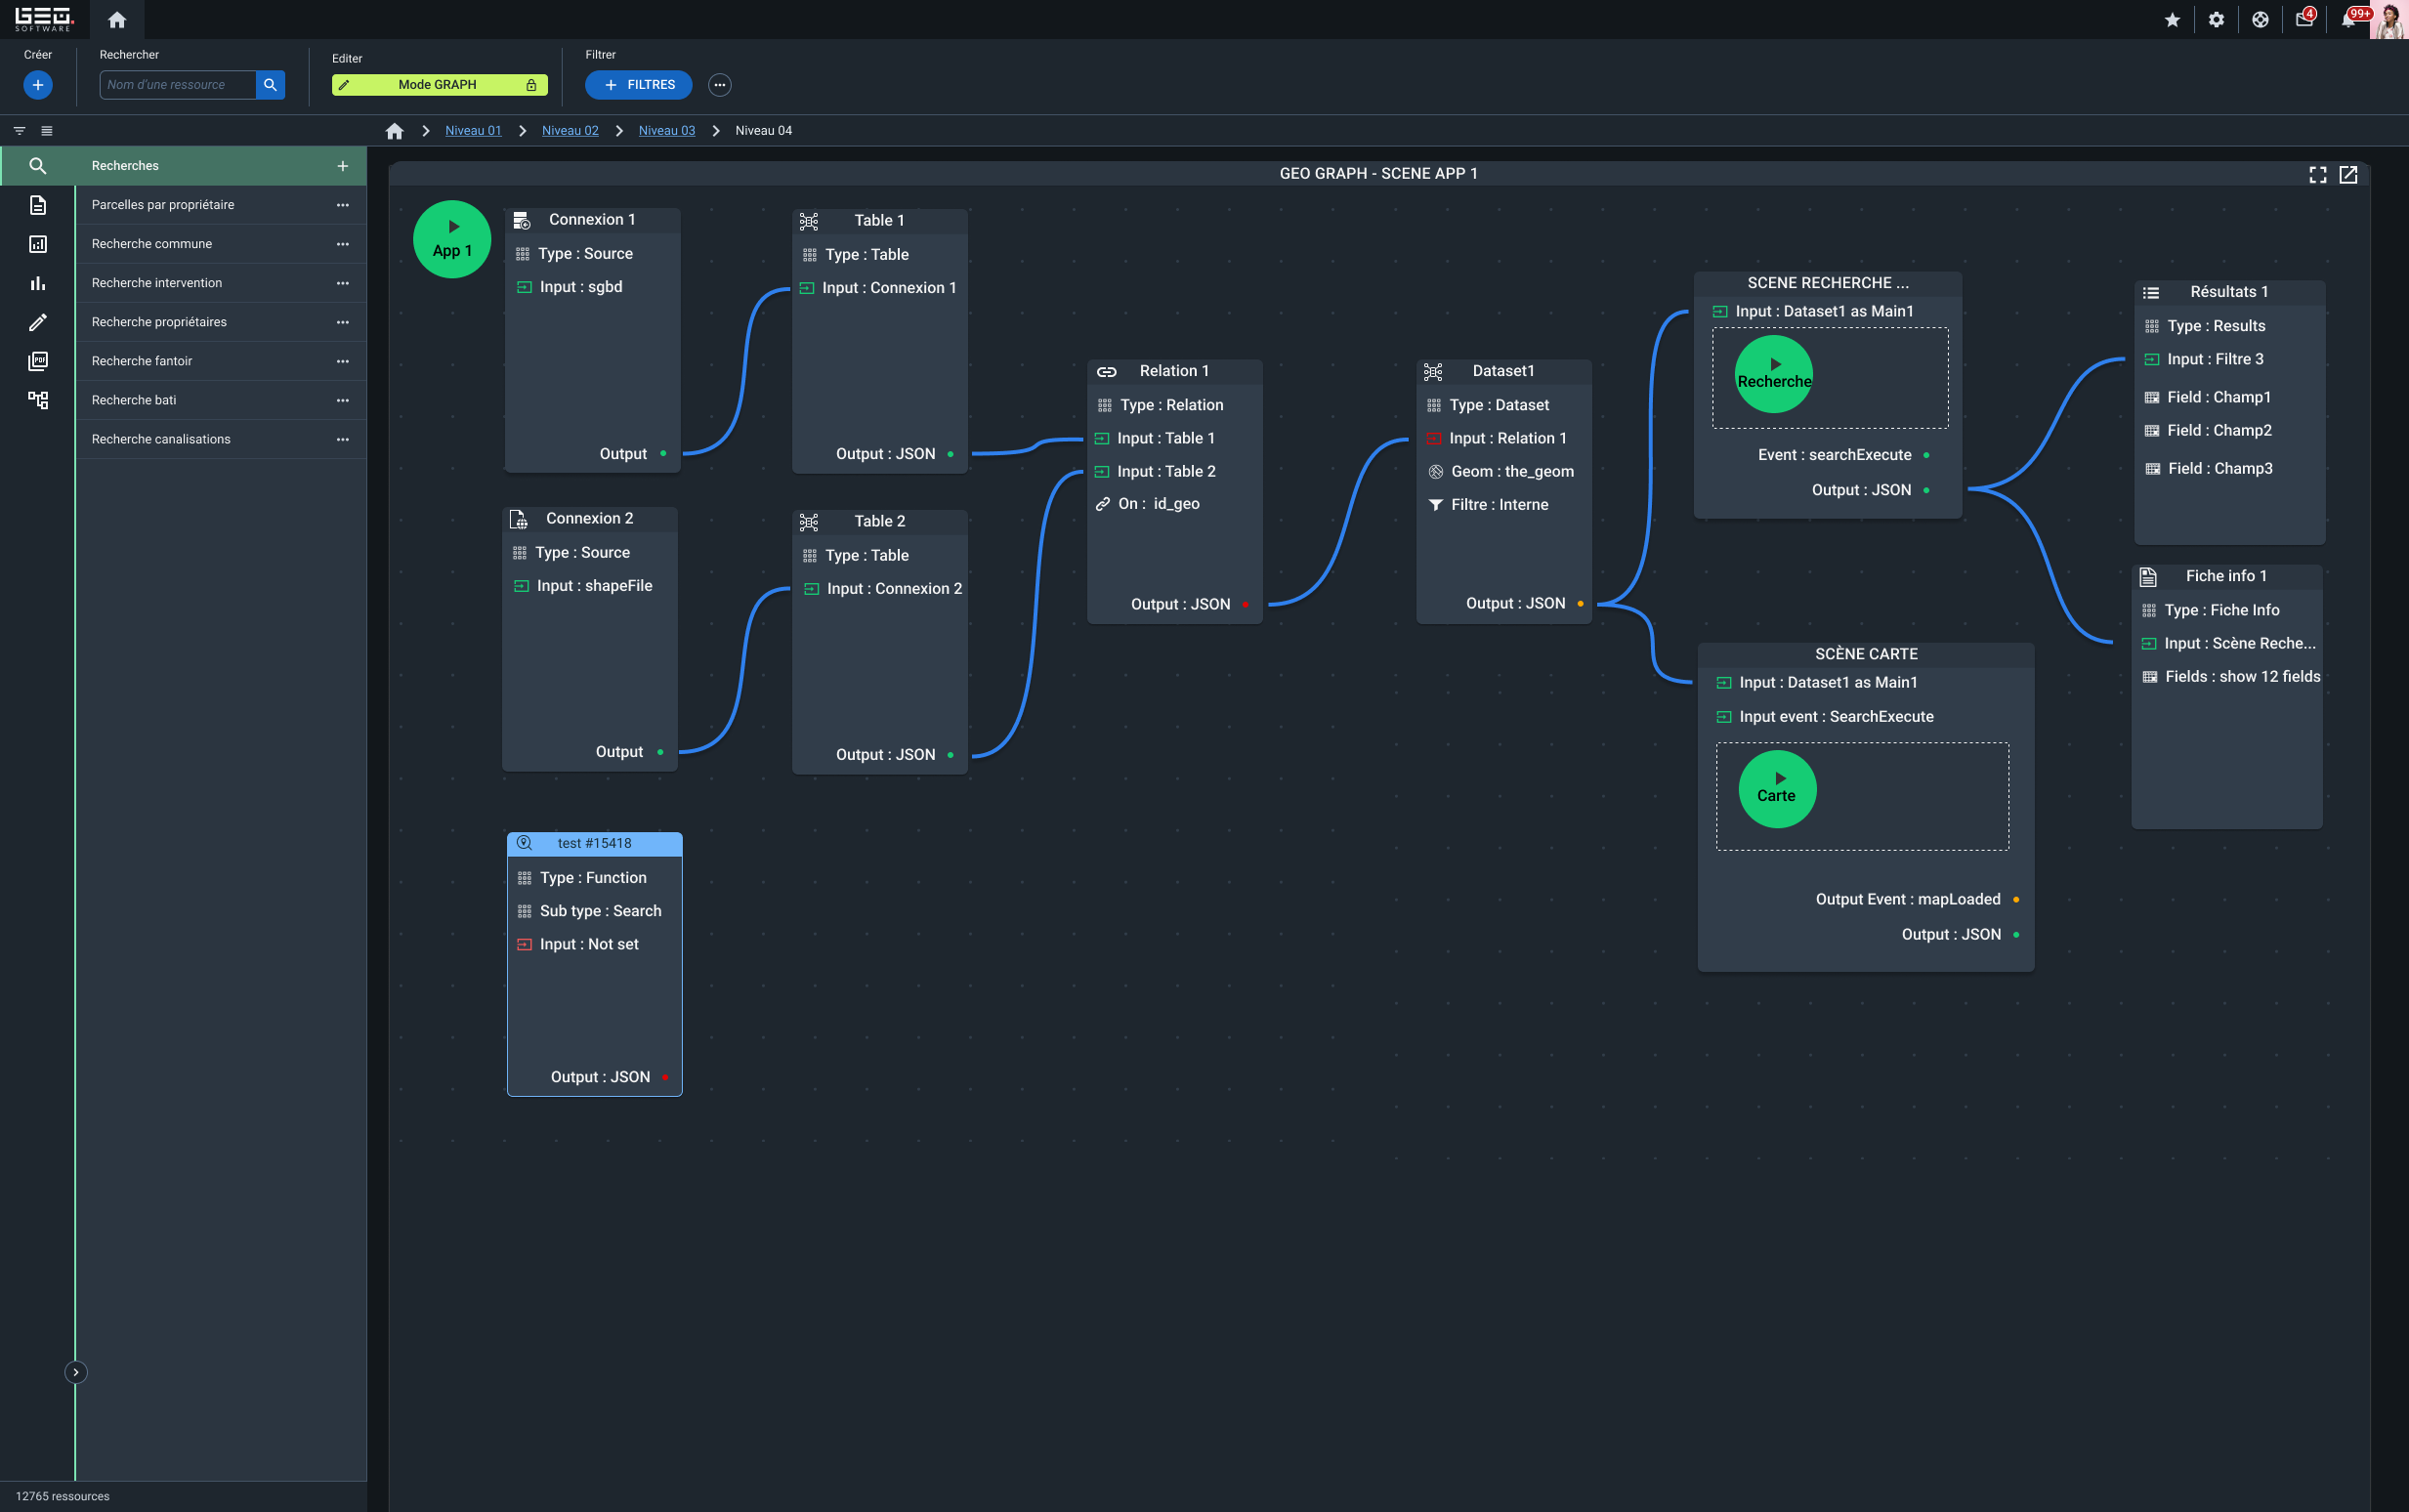 GEO.
SOFTWARE
4
99+
Créer
Rechercher
Nom d'une ressource
Editer
Mode GRAPH
Filtrer
FILTRES
Niveau 01
Niveau 02
Niveau 03
Niveau 04
Recherches
Parcelles par propriétaire
Recherche commune
Recherche intervention
Recherche propriétaires
Recherche fantoir
Recherche bati
Recherche canalisations
12765 ressources
GEO GRAPH - SCENE APP 1
App 1
Connexion 1
Type : Source
Input : sgbd
Output
Table 1
Type : Table
Input : Connexion 1
Output : JSON
Connexion 2
Type : Source
Input : shapeFile
Output
Table 2
Type : Table
Input : Connexion 2
Output : JSON
Relation 1
Type : Relation
Input : Table 1
Input : Table 2
On : id_geo
Output : JSON
Dataset1
Type : Dataset
Input : Relation 1
Geom : the_geom
Filtre : Interne
Output : JSON
SCENE RECHERCHE ...
Input : Dataset1 as Main1
Recherche
Event : searchExecute
Output : JSON
SCÈNE CARTE
Input : Dataset1 as Main1
Input event : SearchExecute
Carte
Output Event : mapLoaded
Output : JSON
Résultats 1
Type : Results
Input : Filtre 3
Field : Champ1
Field : Champ2
Field : Champ3
Fiche info 1
Type : Fiche Info
Input : Scène Reche...
Fields : show 12 fields
test #15418
Type : Function
Sub type : Search
Input : Not set
Output : JSON